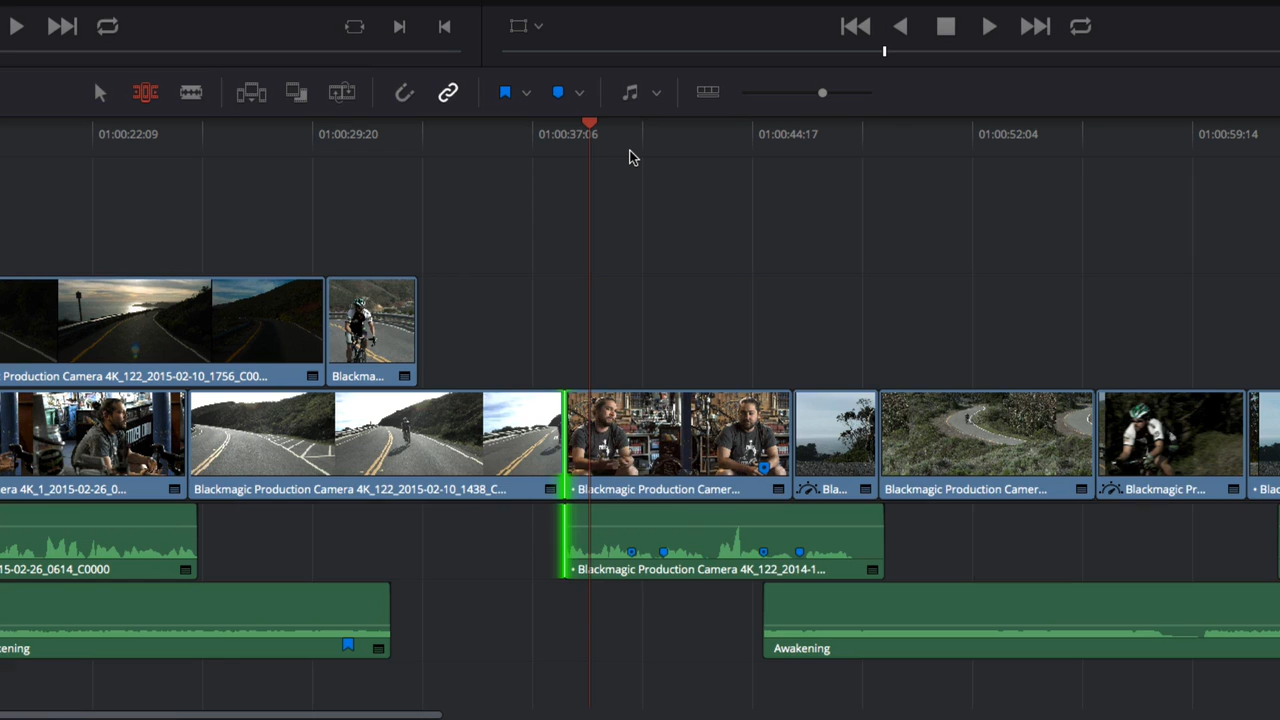 01:00:22:09
01:00:29:20
01:00:37:06
01:00:44:17
01:00:52:04
01:00:59:14
Production Camera 4K_122_2015-02-10_1756_C00...
Blackma...
era 4K_1_2015-02-26_0...
Blackmagic Production Camera 4K_122_2015-02-10_1438_C...
• Blackmagic Production Camer...
Bla...
Blackmagic Production Camer...
Blackmagic Pr...
• Blac
15-02-26_0614_C0000
• Blackmagic Production Camera 4K_122_2014-1...
ening
Awakening